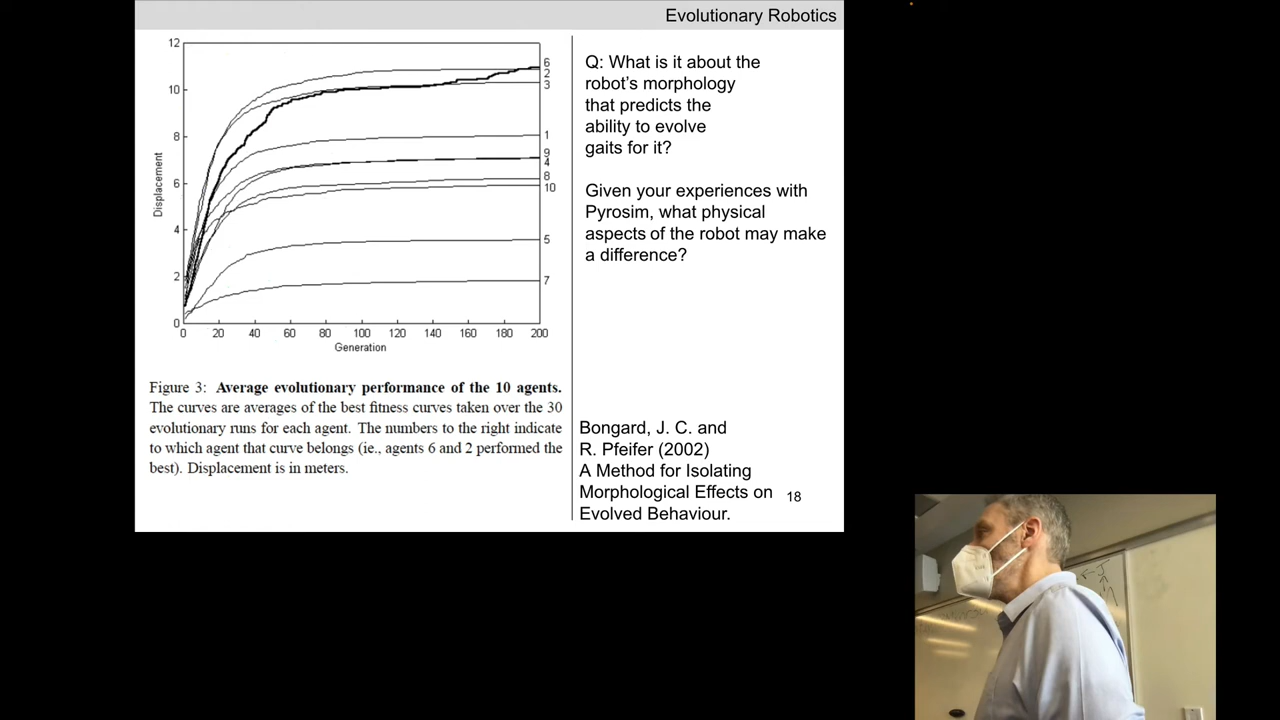 Evolutionary Robotics
12
10
8
6
4
2
0
Displacement
0 20 40 60 80 100 120 140 160 180 200
Generation
6
2
3
1
9
4
8
10
5
7
Figure 3: Average evolutionary performance of the 10 agents.
The curves are averages of the best fitness curves taken over the 30
evolutionary runs for each agent. The numbers to the right indicate
to which agent that curve belongs (ie., agents 6 and 2 performed the
best). Displacement is in meters.
Q: What is it about the
robot's morphology
that predicts the
ability to evolve
gaits for it?
Given your experiences with
Pyrosim, what physical
aspects of the robot may make
a difference?
Bongard, J. C. and
R. Pfeifer (2002)
A Method for Isolating
Morphological Effects on
Evolved Behaviour.
18